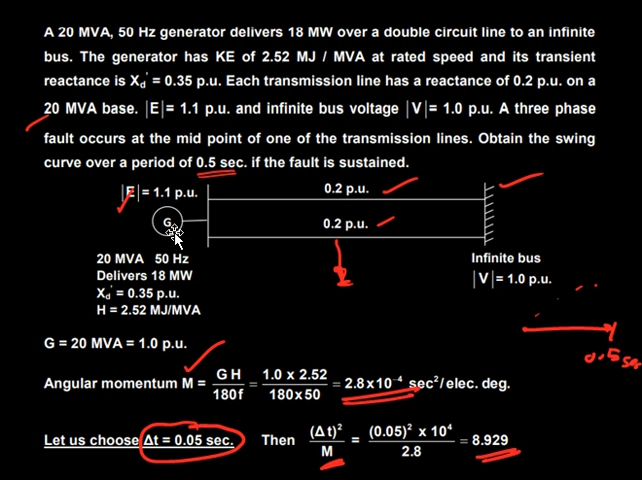 A 20 MVA, 50 Hz generator delivers 18 MW over a double circuit line to an infinite
bus. The generator has KE of 2.52 MJ / MVA at rated speed and its transient
reactance is Xd' = 0.35 p.u. Each transmission line has a reactance of 0.2 p.u. on a
20 MVA base. |E|= 1.1 p.u. and infinite bus voltage |V|= 1.0 p.u. A three phase
fault occurs at the mid point of one of the transmission lines. Obtain the swing
curve over a period of 0.5 sec. if the fault is sustained.
|E| = 1.1 p.u.
0.2 p.u.
G
0.2 p.u.
20 MVA 50 Hz
Delivers 18 MW
Xd' = 0.35 p.u.
H = 2.52 MJ/MVA
Infinite bus
|V|= 1.0 p.u.
0.5 sec
G = 20 MVA = 1.0 p.u.
Angular momentum M = G H / 180f = 1.0 x 2.52 / 180x50 = 2.8x10⁻⁴ sec²/elec. deg.
Let us choose Δt = 0.05 sec. Then (Δt)² / M = (0.05)² x 10⁴ / 2.8 = 8.929